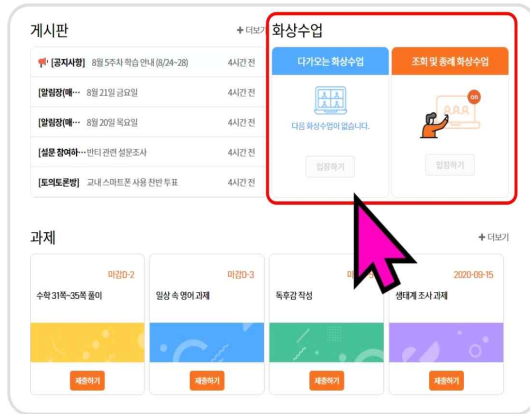 게시판
+ 더보기
화상수업
[공지사항] 8월 5주차 학습 안내 (8/24~28) 4시간 전
[알림장(매··· 8월 21일 금요일 4시간 전
[알림장(매··· 8월 20일 목요일 4시간 전
[설문 참여하··· 반티 관련 설문조사 4시간 전
[토의토론방] 교내 스마트폰 사용 찬반 투표 4시간 전
다가오는 화상수업
다음 화상수업이 없습니다.
입장하기
조회 및 종례 화상수업
ON
입장하기
과제
+ 더보기
마감D-2
수학 31쪽~35쪽 풀이
제출하기
마감D-3
일상 속 영어 과제
제출하기
독후감 작성
제출하기
2020-09-15
생태계 조사 과제
제출하기